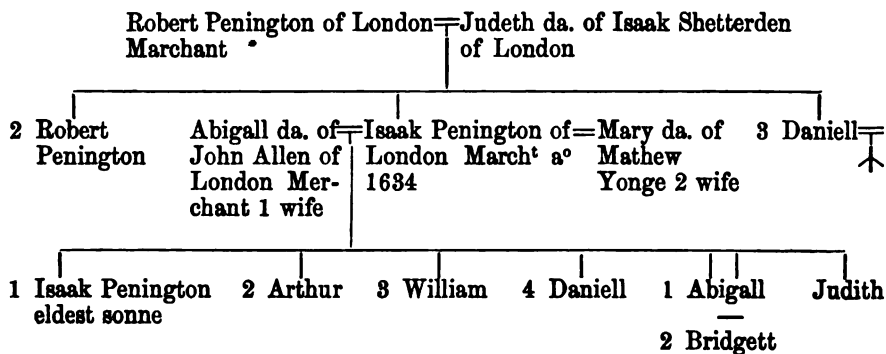 Robert Penington of London Judeth da. of Isaak Shetterden
Marchant of London
2 Robert Abigall da. of Isaak Penington of Mary da. of 3 Daniell
Penington John Allen of London Marchᵗ aᵒ Mathew
London Mer- 1634 Yonge 2 wife
chant 1 wife
1 Isaak Penington 2 Arthur 3 William 4 Daniell 1 Abigall Judith
eldest sonne
2 Bridgett